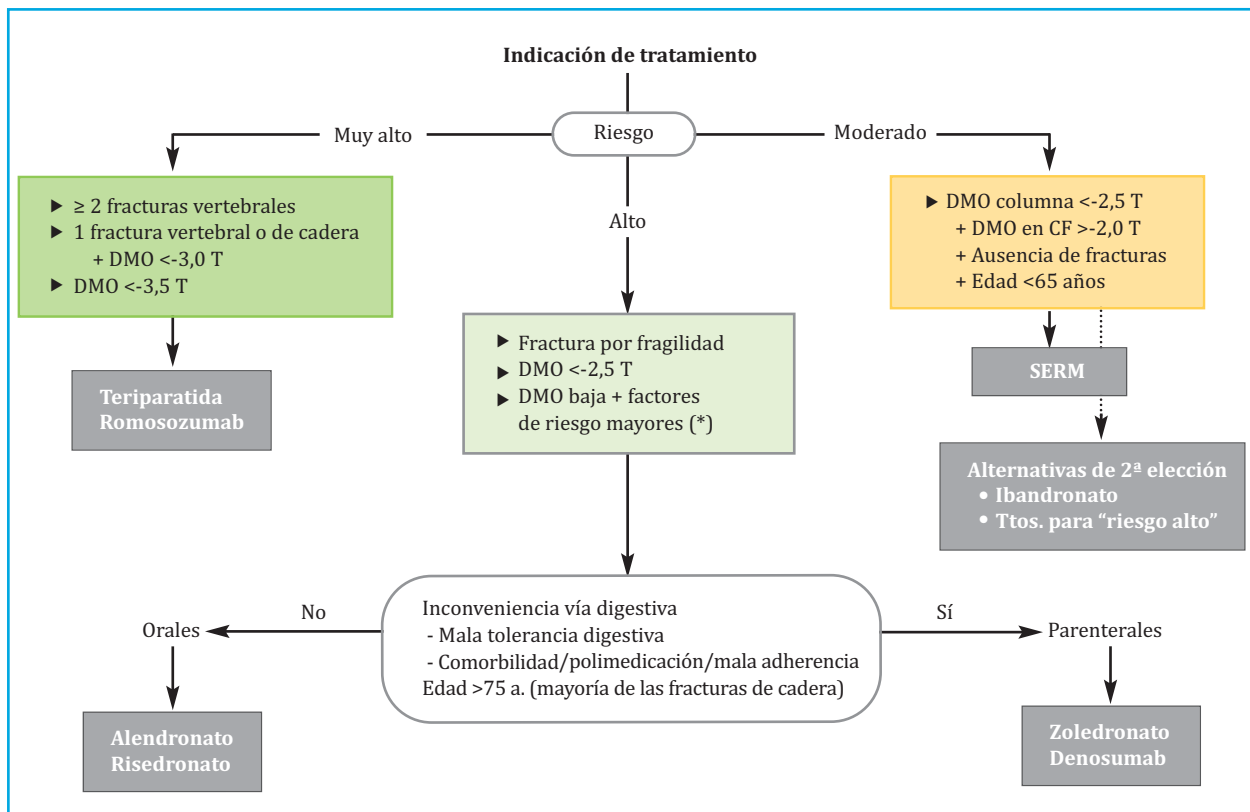 Indicación de tratamiento
Riesgo
Muy alto
Moderado
Alto
▶ ≥ 2 fracturas vertebrales
▶ 1 fractura vertebral o de cadera
+ DMO <-3,0 T
▶ DMO <-3,5 T
▶ DMO columna <-2,5 T
+ DMO en CF >-2,0 T
+ Ausencia de fracturas
+ Edad <65 años
▶ Fractura por fragilidad
▶ DMO <-2,5 T
▶ DMO baja + factores
de riesgo mayores (*)
Teriparatida
Romosozumab
SERM
Alternativas de 2ª elección
• Ibandronato
• Ttos. para “riesgo alto”
Inconveniencia vía digestiva
- Mala tolerancia digestiva
- Comorbilidad/polimedicación/mala adherencia
Edad >75 a. (mayoría de las fracturas de cadera)
No
Orales
Sí
Parenterales
Alendronato
Risedronato
Zoledronato
Denosumab